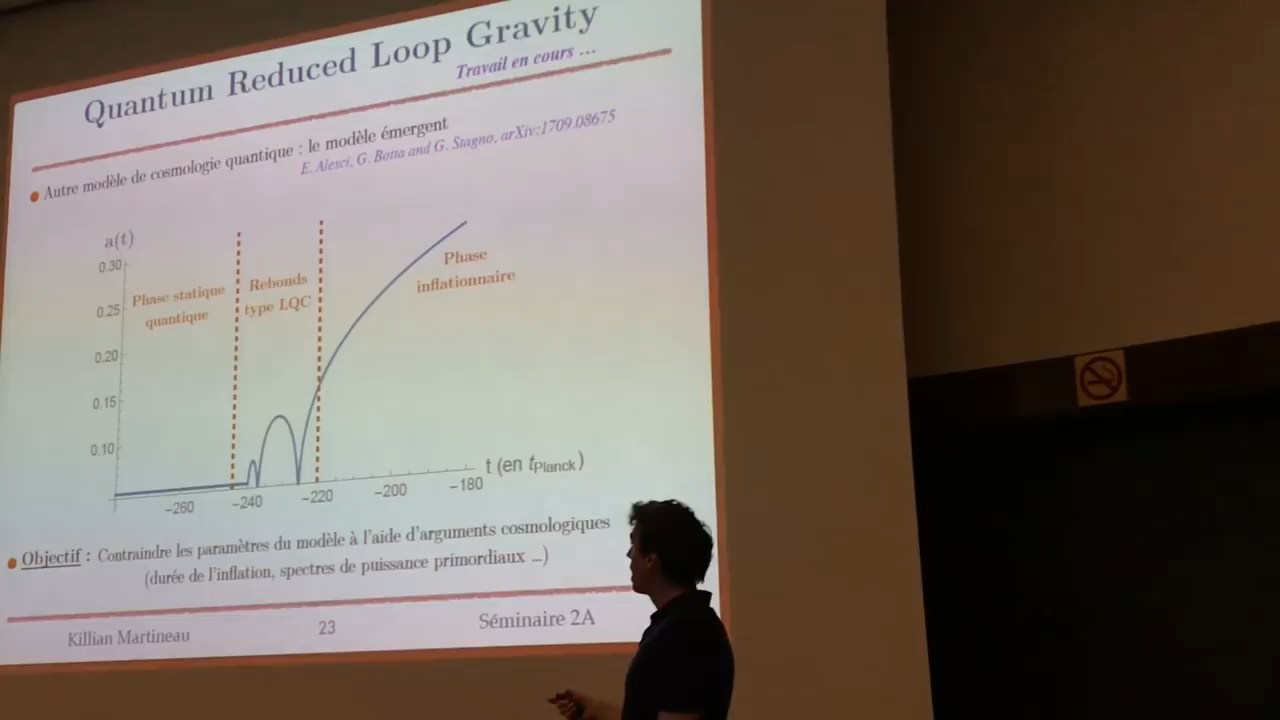 Quantum Reduced Loop Gravity
Travail en cours ...
Autre modèle de cosmologie quantique : le modèle émergent
E. Alesci, G. Botta and G. Stagno, arXiv:1709.08675
a(t)
0.30
0.25
0.20
0.15
0.10
Phase statique
quantique
Rebonds
type LQC
Phase
inflationnaire
-260
-240
-220
-200
-180
t (en tPlanck)
Objectif : Contraindre les paramètres du modèle à l'aide d'arguments cosmologiques
(durée de l'inflation, spectres de puissance primordiaux ...)
Killian Martineau
23
Séminaire 2A